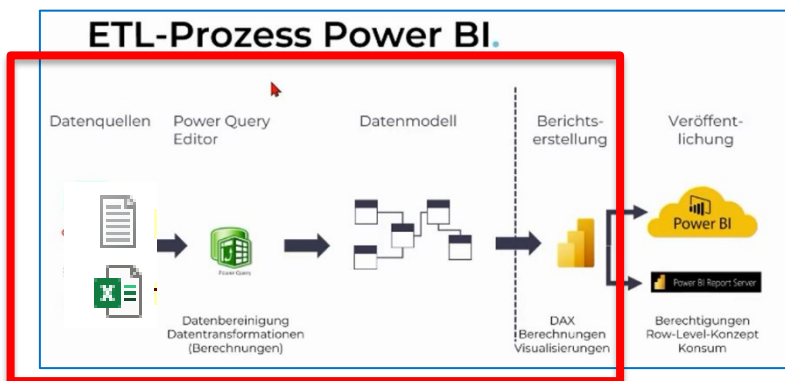 ETL-Prozess Power BI.
Datenquellen
Power Query
Editor
Datenmodell
Berichts-
erstellung
Veröffent-
lichung
Power Query
Power BI
Power BI Report Server
Datenbereinigung
Datentransformationen
(Berechnungen)
DAX
Berechnungen
Visualisierungen
Berechtigungen
Row-Level-Konzept
Konsum